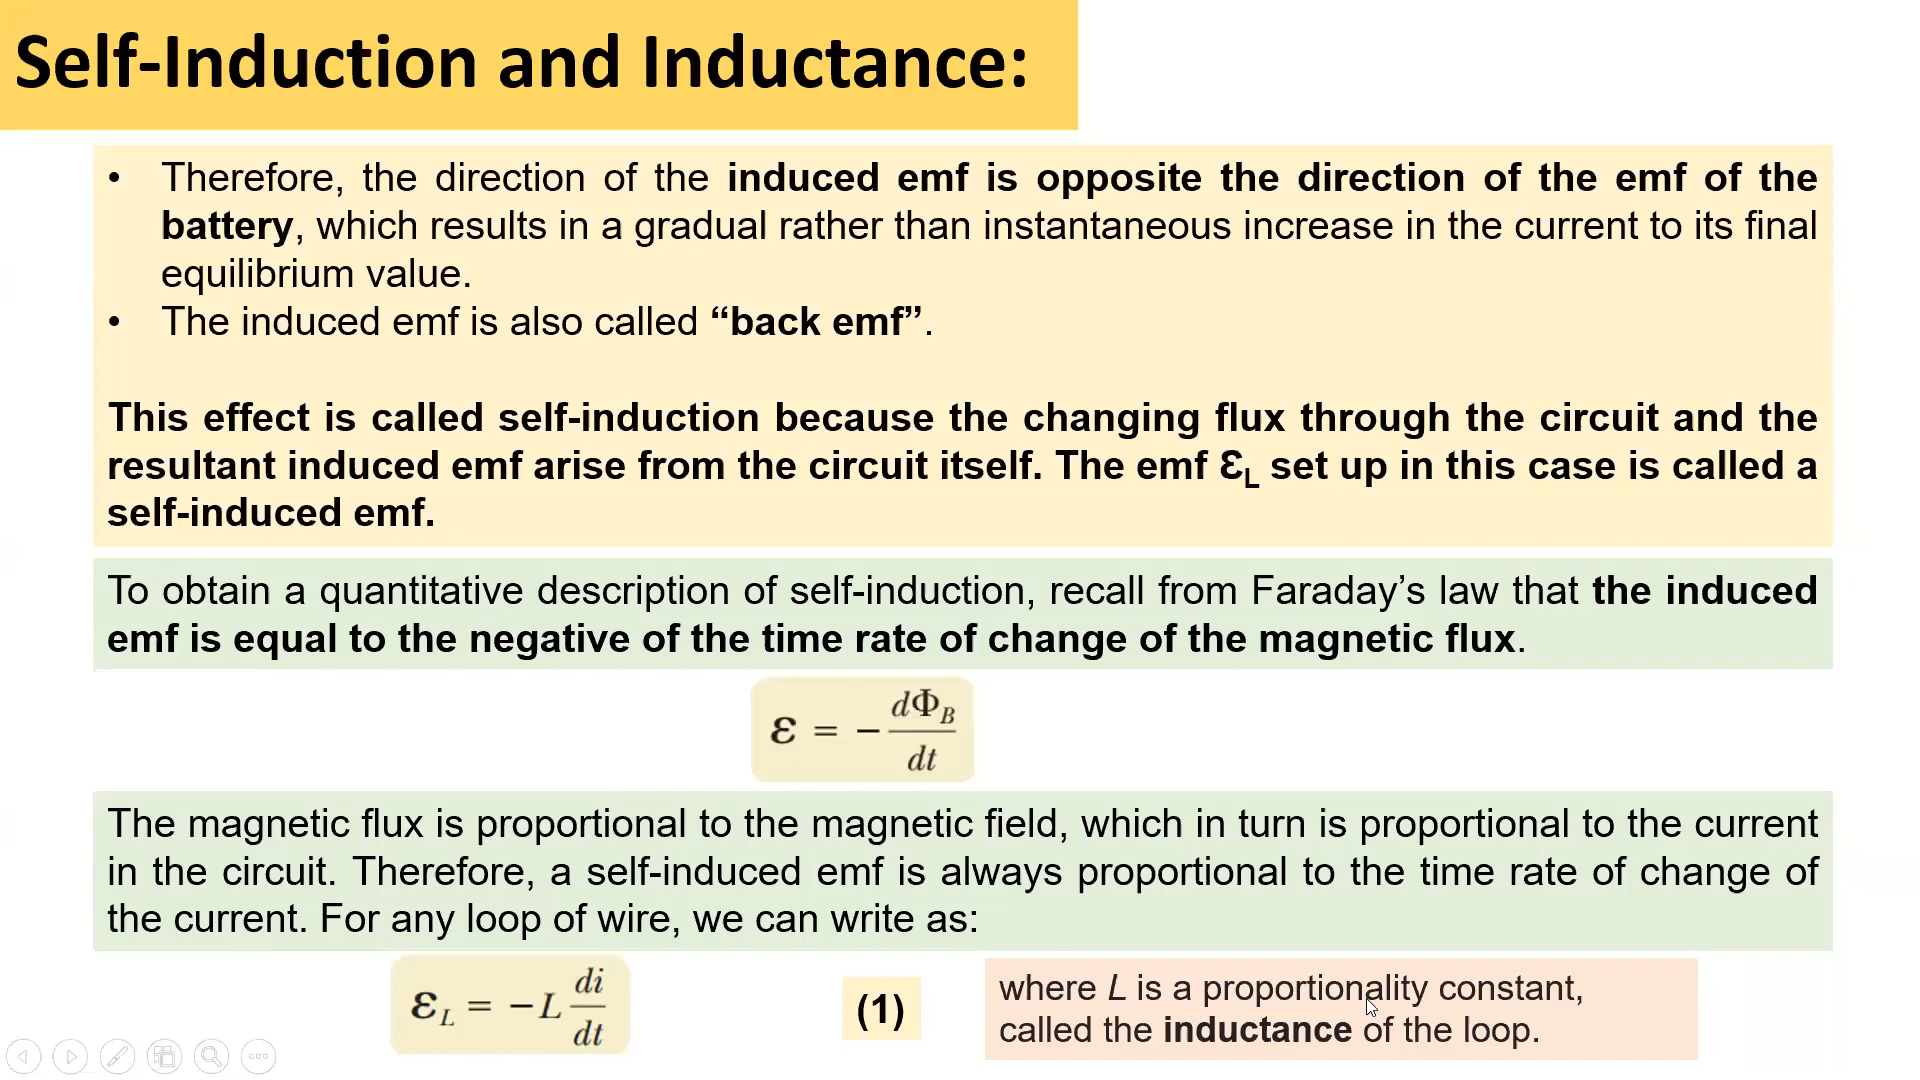 Self-Induction and Inductance:
• Therefore, the direction of the induced emf is opposite the direction of the emf of the
battery, which results in a gradual rather than instantaneous increase in the current to its final
equilibrium value.
• The induced emf is also called “back emf”.
This effect is called self-induction because the changing flux through the circuit and the
resultant induced emf arise from the circuit itself. The emf Ɛ_L set up in this case is called a
self-induced emf.
To obtain a quantitative description of self-induction, recall from Faraday’s law that the induced
emf is equal to the negative of the time rate of change of the magnetic flux.
ε = − dΦ_B / dt
The magnetic flux is proportional to the magnetic field, which in turn is proportional to the current
in the circuit. Therefore, a self-induced emf is always proportional to the time rate of change of
the current. For any loop of wire, we can write as:
ε_L = −L di / dt
(1)
where L is a proportionality constant,
called the inductance of the loop.